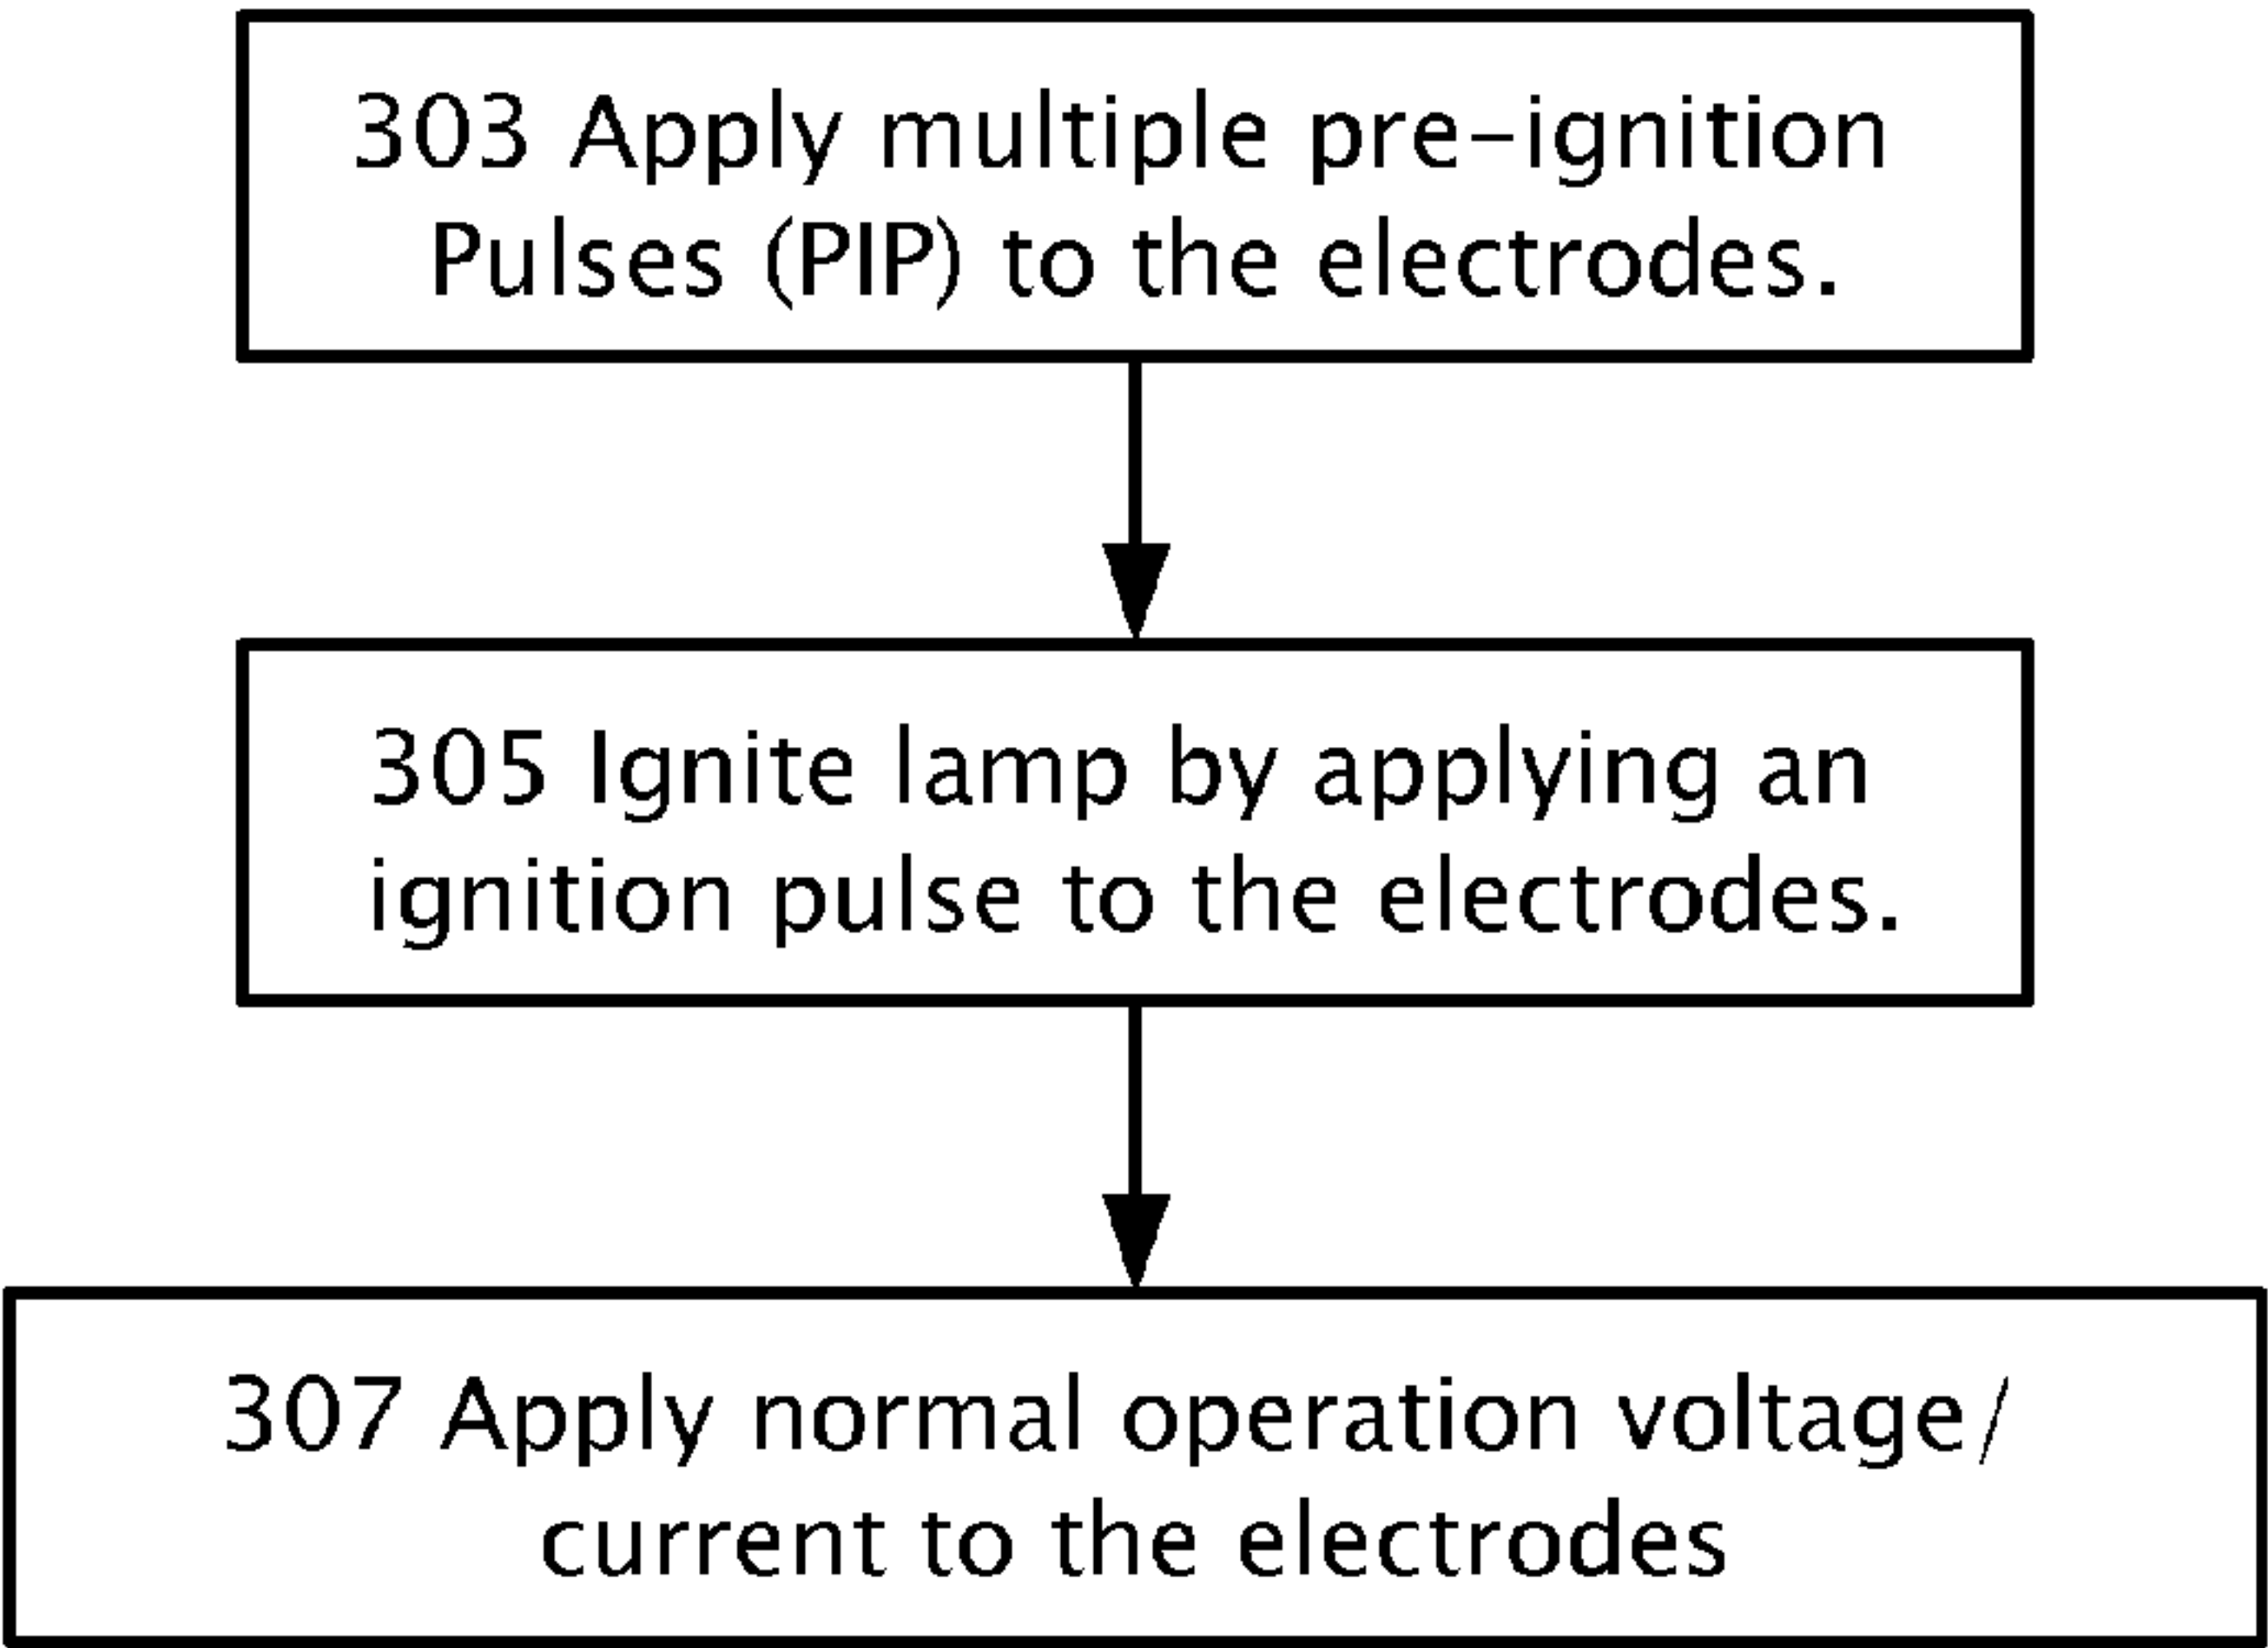 303 Apply multiple pre-ignition
Pulses (PIP) to the electrodes.
305 Ignite lamp by applying an
ignition pulse to the electrodes.
307 Apply normal operation voltage/
current to the electrodes